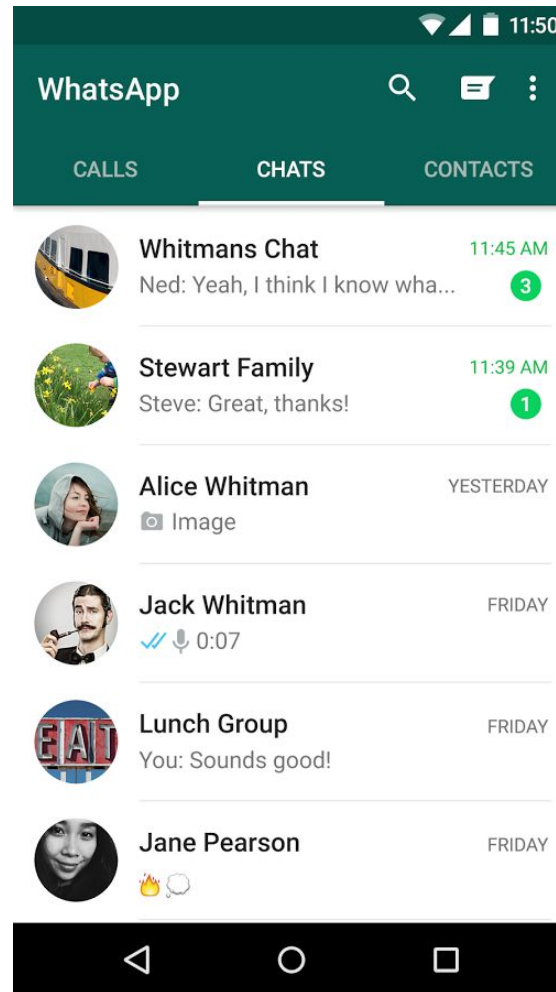 11:50
WhatsApp
CALLS CHATS CONTACTS
Whitmans Chat 11:45 AM
Ned: Yeah, I think I know wha... 3
Stewart Family 11:39 AM
Steve: Great, thanks! 1
Alice Whitman YESTERDAY
Image
Jack Whitman FRIDAY
0:07
EAT
Lunch Group FRIDAY
You: Sounds good!
Jane Pearson FRIDAY
🔥💭